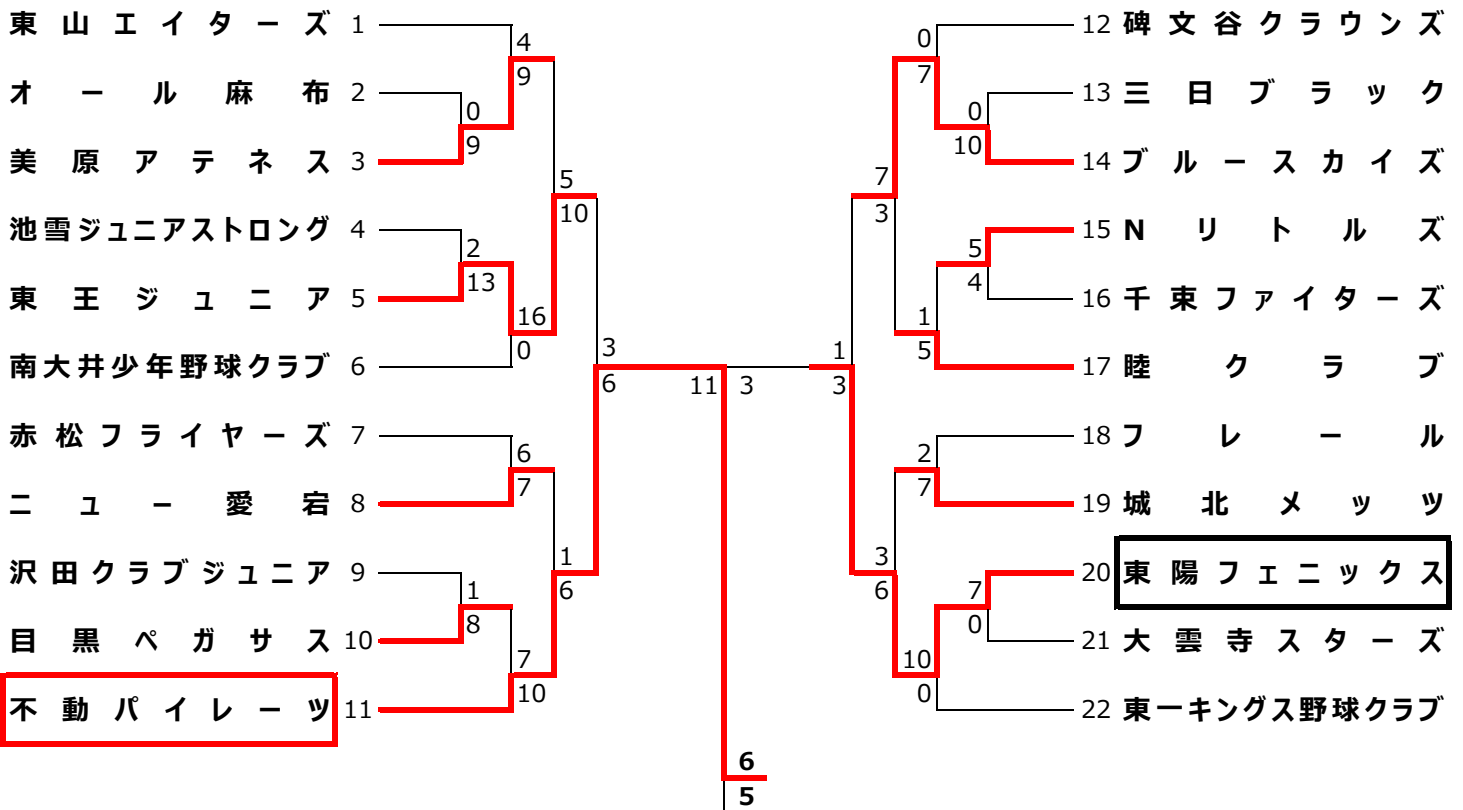 東山エイターズ 1
オール麻布 2
美原アテネス 3
池雪ジュニアストロング 4
東王ジュニア 5
南大井少年野球クラブ 6
赤松フライヤーズ 7
ニュー愛宕 8
沢田クラブジュニア 9
目黒ペガサス 10
不動パイレーツ 11
4
9
0
9
5
10
2
13
16
0
3
6
6
7
1
6
1
8
7
10
11
3
6
5
0
7
0
10
7
3
5
4
1
5
1
3
2
7
3
6
7
0
10
0
12 碑文谷クラウンズ
13 三日ブラック
14 ブルースカイズ
15 Nリトルズ
16 千束ファイターズ
17 睦クラブ
18 フレール
19 城北メッツ
20 東陽フェニックス
21 大雲寺スターズ
22 東一キングス野球クラブ